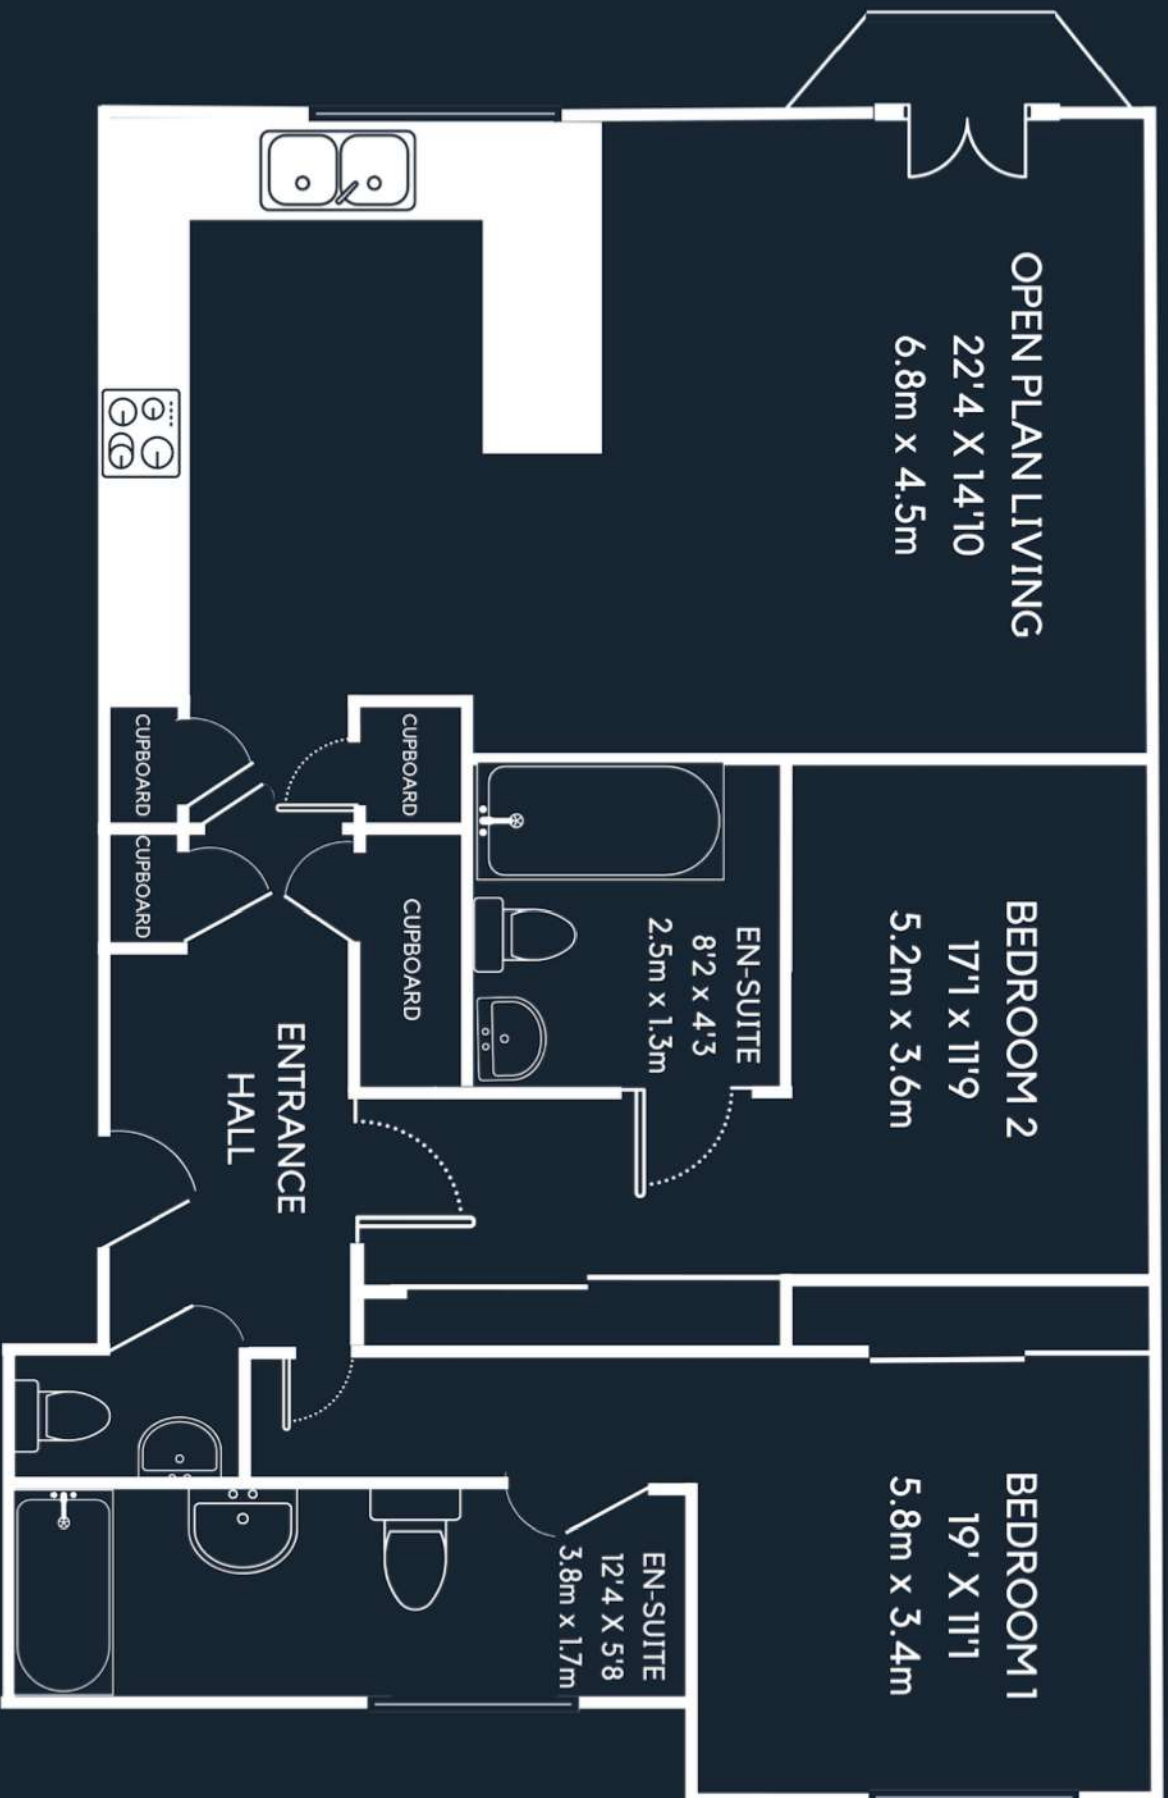 OPEN PLAN LIVING
22'4 X 14'10
6.8m x 4.5m
BEDROOM 2
17'1 x 11'9
5.2m x 3.6m
BEDROOM 1
19' X 11'1
5.8m x 3.4m
EN-SUITE
8'2 x 4'3
2.5m x 1.3m
EN-SUITE
12'4 X 5'8
3.8m x 1.7m
CUPBOARD
CUPBOARD
ENTRANCE
HALL
CUPBOARD
CUPBOARD